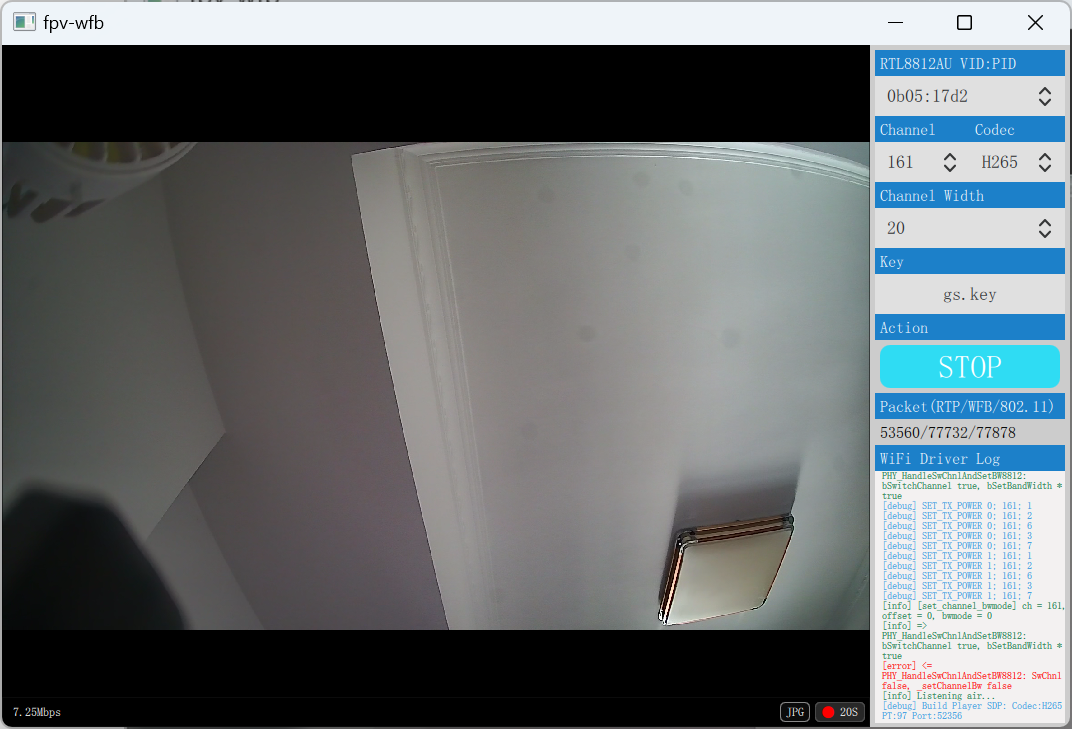 fpv-wfb
RTL8812AU VID:PID
0b05:17d2
Channel Codec
161 H265
Channel Width
20
Key
gs.key
Action
STOP
Packet(RTP/WFB/802.11)
53560/77732/77878
WiFi Driver Log
PHY_HandleSwChnlAndSetBW8812:
bSwitchChannel true, bSetBandWidth *
true
[debug] SET_TX_POWER 0; 161; 1
[debug] SET_TX_POWER 0; 161; 2
[debug] SET_TX_POWER 0; 161; 6
[debug] SET_TX_POWER 0; 161; 3
[debug] SET_TX_POWER 0; 161; 7
[debug] SET_TX_POWER 1; 161; 1
[debug] SET_TX_POWER 1; 161; 2
[debug] SET_TX_POWER 1; 161; 6
[debug] SET_TX_POWER 1; 161; 3
[debug] SET_TX_POWER 1; 161; 7
[info] [set_channel_bwmode] ch = 161,
offset = 0, bwmode = 0
[info] =>
PHY_HandleSwChnlAndSetBW8812:
bSwitchChannel true, bSetBandWidth *
true
[error] <=
PHY_HandleSwChnlAndSetBW8812: SwChnl
false, _setChannelBw false
[info] Listening air...
[debug] Build Player SDP: Codec:H265
PT:97 Port:52356
7.25Mbps
JPG
20S